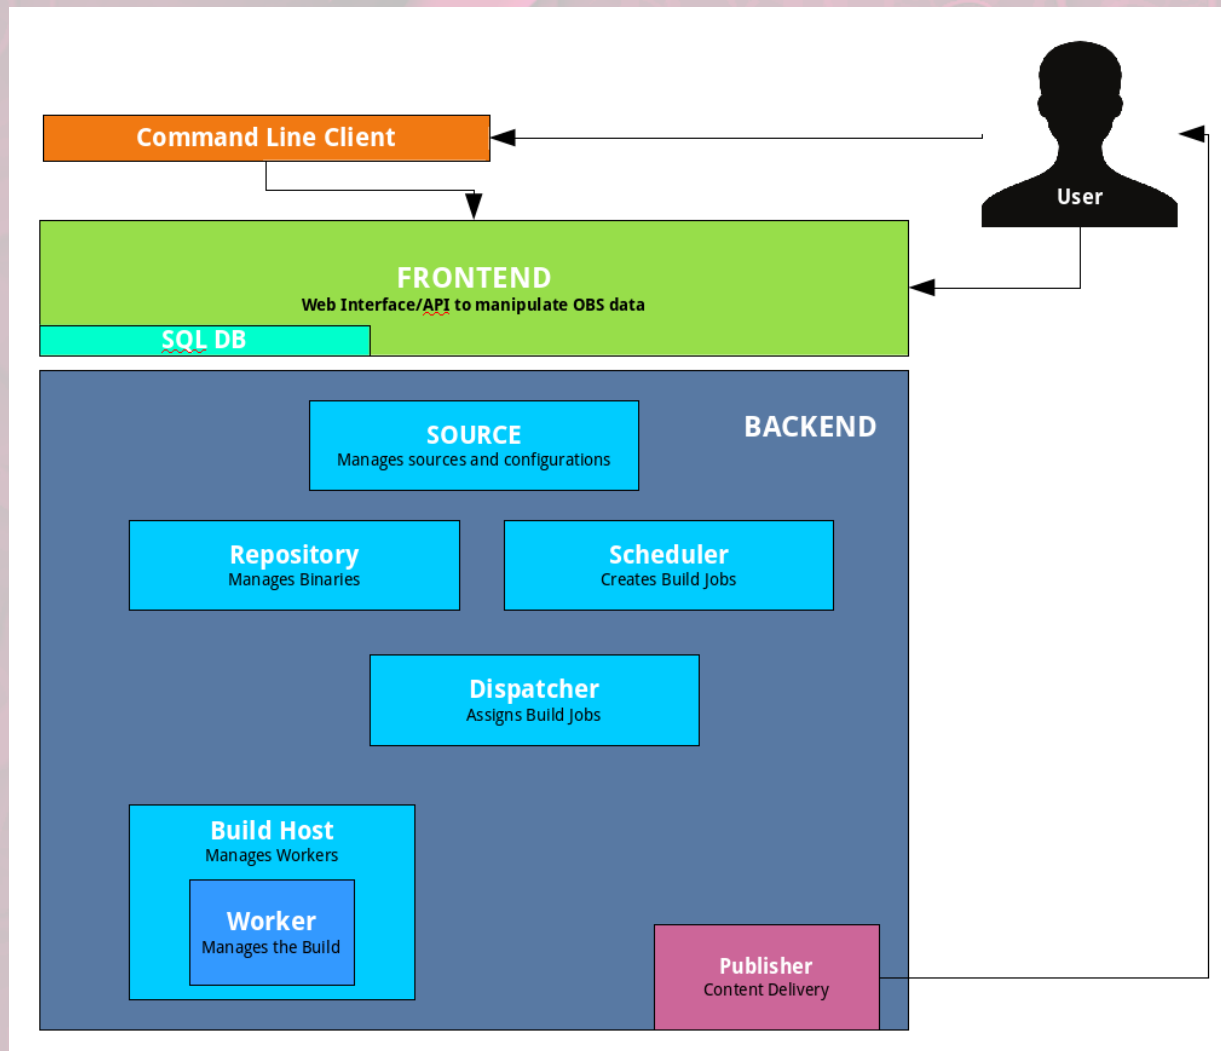 Command Line Client
User
FRONTEND
Web Interface/API to manipulate OBS data
SQL DB
BACKEND
SOURCE
Manages sources and configurations
Repository
Manages Binaries
Scheduler
Creates Build Jobs
Dispatcher
Assigns Build Jobs
Build Host
Manages Workers
Worker
Manages the Build
Publisher
Content Delivery